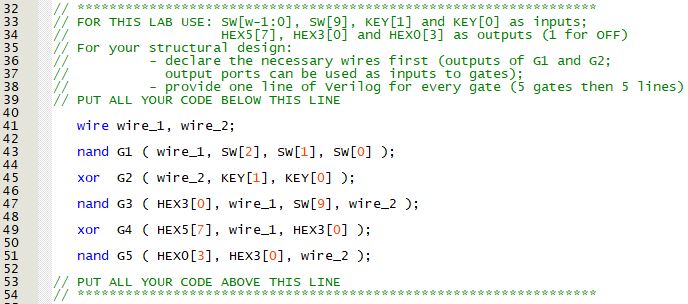 32 // *****************************************************************
33 // FOR THIS LAB USE: SW[w-1:0], SW[9], KEY[1] and KEY[0] as inputs;
34 // HEX5[7], HEX3[0] and HEX0[3] as outputs (1 for OFF)
35 // For your structural design:
36 // - declare the necessary wires first (outputs of G1 and G2;
37 // output ports can be used as inputs to gates);
38 // - provide one line of Verilog for every gate (5 gates then 5 lines)
39 // PUT ALL YOUR CODE BELOW THIS LINE
40
41 wire wire_1, wire_2;
42
43 nand G1 ( wire_1, SW[2], SW[1], SW[0] );
44
45 xor G2 ( wire_2, KEY[1], KEY[0] );
46
47 nand G3 ( HEX3[0], wire_1, SW[9], wire_2 );
48
49 xor G4 ( HEX5[7], wire_1, HEX3[0] );
50
51 nand G5 ( HEX0[3], HEX3[0], wire_2 );
52
53 // PUT ALL YOUR CODE ABOVE THIS LINE
54 // *****************************************************************